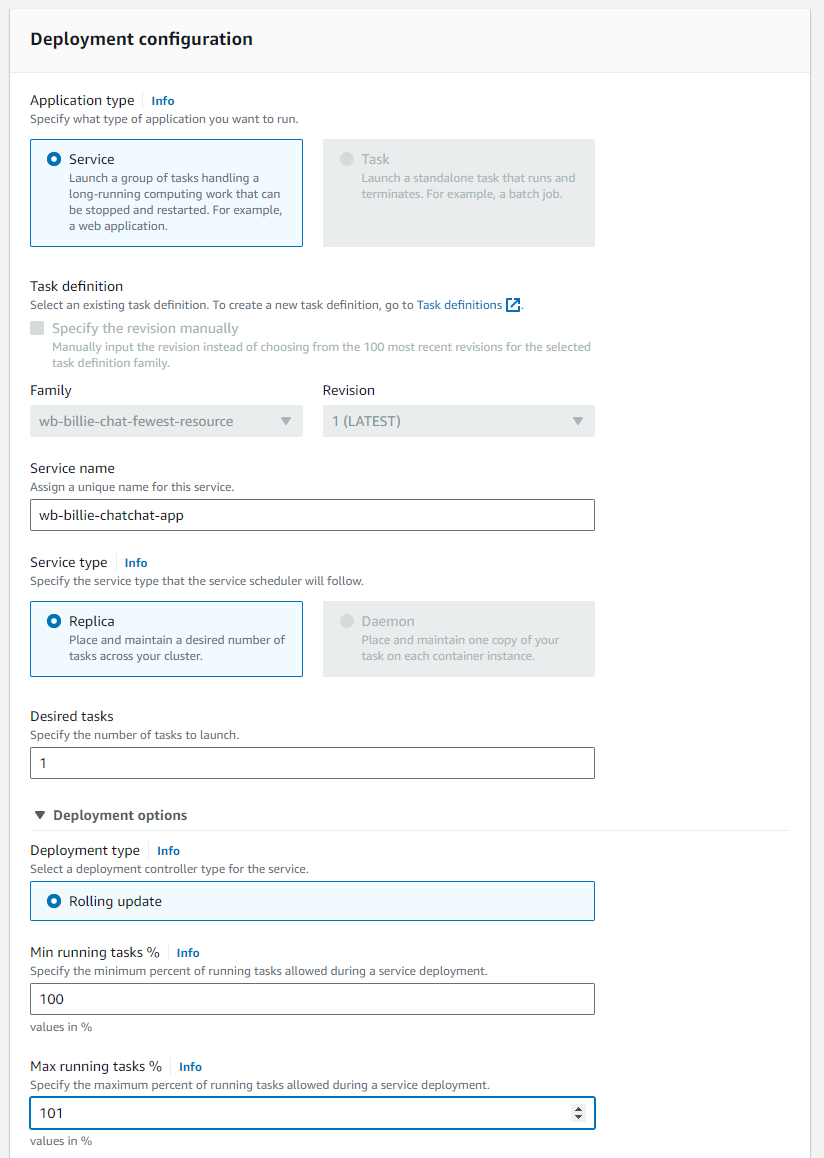 Deployment configuration
Application type Info
Specify what type of application you want to run.
Service
Launch a group of tasks handling a
long-running computing work that can
be stopped and restarted. For example,
a web application.
Task
Launch a standalone task that runs and
terminates. For example, a batch job.
Task definition
Select an existing task definition. To create a new task definition, go to Task definitions.
Specify the revision manually
Manually input the revision instead of choosing from the 100 most recent revisions for the selected
task definition family.
Family
wb-billie-chat-fewest-resource
Revision
1 (LATEST)
Service name
Assign a unique name for this service.
wb-billie-chatchat-app
Service type Info
Specify the service type that the service scheduler will follow.
Replica
Place and maintain a desired number of
tasks across your cluster.
Daemon
Place and maintain one copy of your
task on each container instance.
Desired tasks
Specify the number of tasks to launch.
1
Deployment options
Deployment type Info
Select a deployment controller type for the service.
Rolling update
Min running tasks % Info
Specify the minimum percent of running tasks allowed during a service deployment.
100
values in %
Max running tasks % Info
Specify the maximum percent of running tasks allowed during a service deployment.
101
values in %